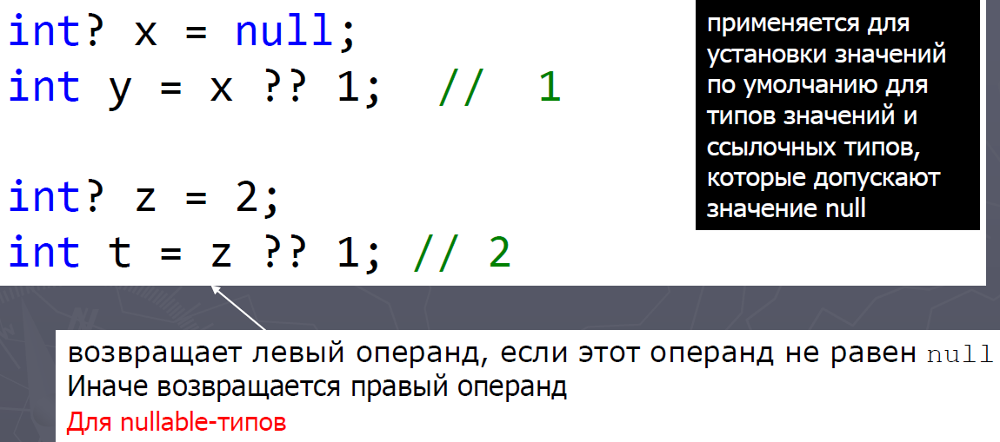 int? x = null;
int y = x ?? 1;  //  1
int? z = 2;
int t = z ?? 1; // 2
применяется для
установки значений
по умолчанию для
типов значений и
ссылочных типов,
которые допускают
значение null
возвращает левый операнд, если этот операнд не равен null
Иначе возвращается правый операнд
Для nullable-типов